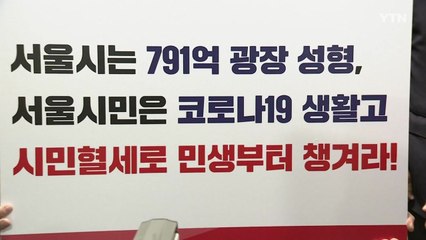 YTN
서울시는 791억 광장 성형,
서울시민은 코로나19 생활고
시민혈세로 민생부터 챙겨라!